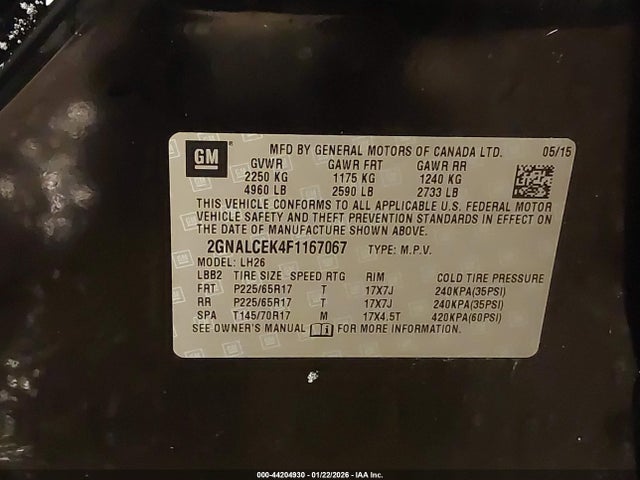 GM
MFD BY GENERAL MOTORS OF CANADA LTD. 05/15
GVWR GAWR FRT GAWR RR
2250 KG 1175 KG 1240 KG
4960 LB 2590 LB 2733 LB
THIS VEHICLE CONFORMS TO ALL APPLICABLE U.S. FEDERAL MOTOR
VEHICLE SAFETY AND THEFT PREVENTION STANDARDS IN EFFECT ON
THE DATE OF MANUFACTURE SHOWN ABOVE.
2GNALCEK4F1167067 TYPE: M.P.V.
MODEL: LH26
LBB2 TIRE SIZE SPEED RTG RIM COLD TIRE PRESSURE
FRT P225/65R17 T 17X7J 240KPA(35PSI)
RR P225/65R17 T 17X7J 240KPA(35PSI)
SPA T145/70R17 M 17X4.5T 420KPA(60PSI)
SEE OWNER'S MANUAL FOR MORE INFORMATION.
000-44204930 - 01/22/2026 - IAA Inc.